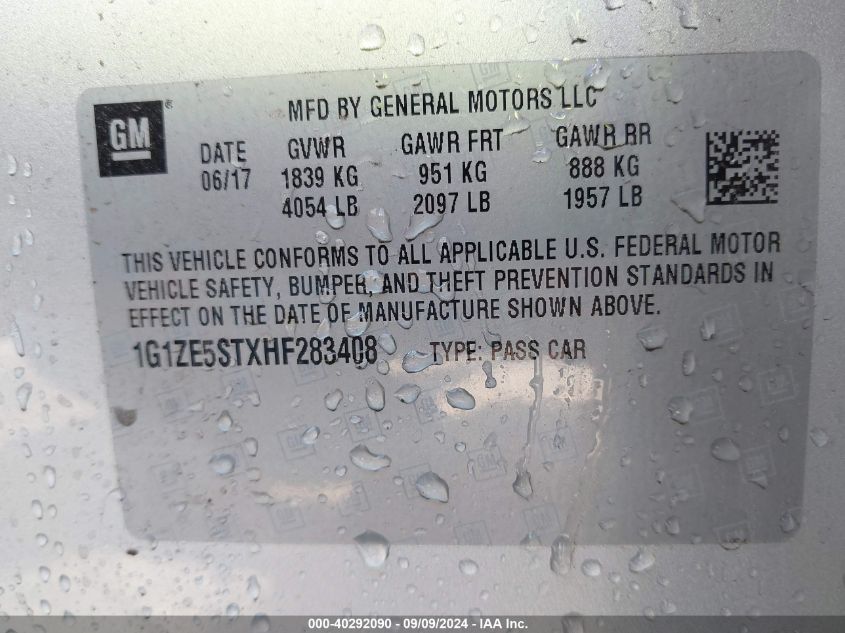 GM®
MFD BY GENERAL MOTORS LLC
DATE GVWR GAWR FRT GAWR RR
06/17 1839 KG 951 KG 888 KG
4054 LB 2097 LB 1957 LB
THIS VEHICLE CONFORMS TO ALL APPLICABLE U.S. FEDERAL MOTOR
VEHICLE SAFETY, BUMPER, AND THEFT PREVENTION STANDARDS IN
EFFECT ON THE DATE OF MANUFACTURE SHOWN ABOVE.
1G1ZE5STXHF283408 TYPE: PASS CAR
000-40292090 - 09/09/2024 - IAA Inc.